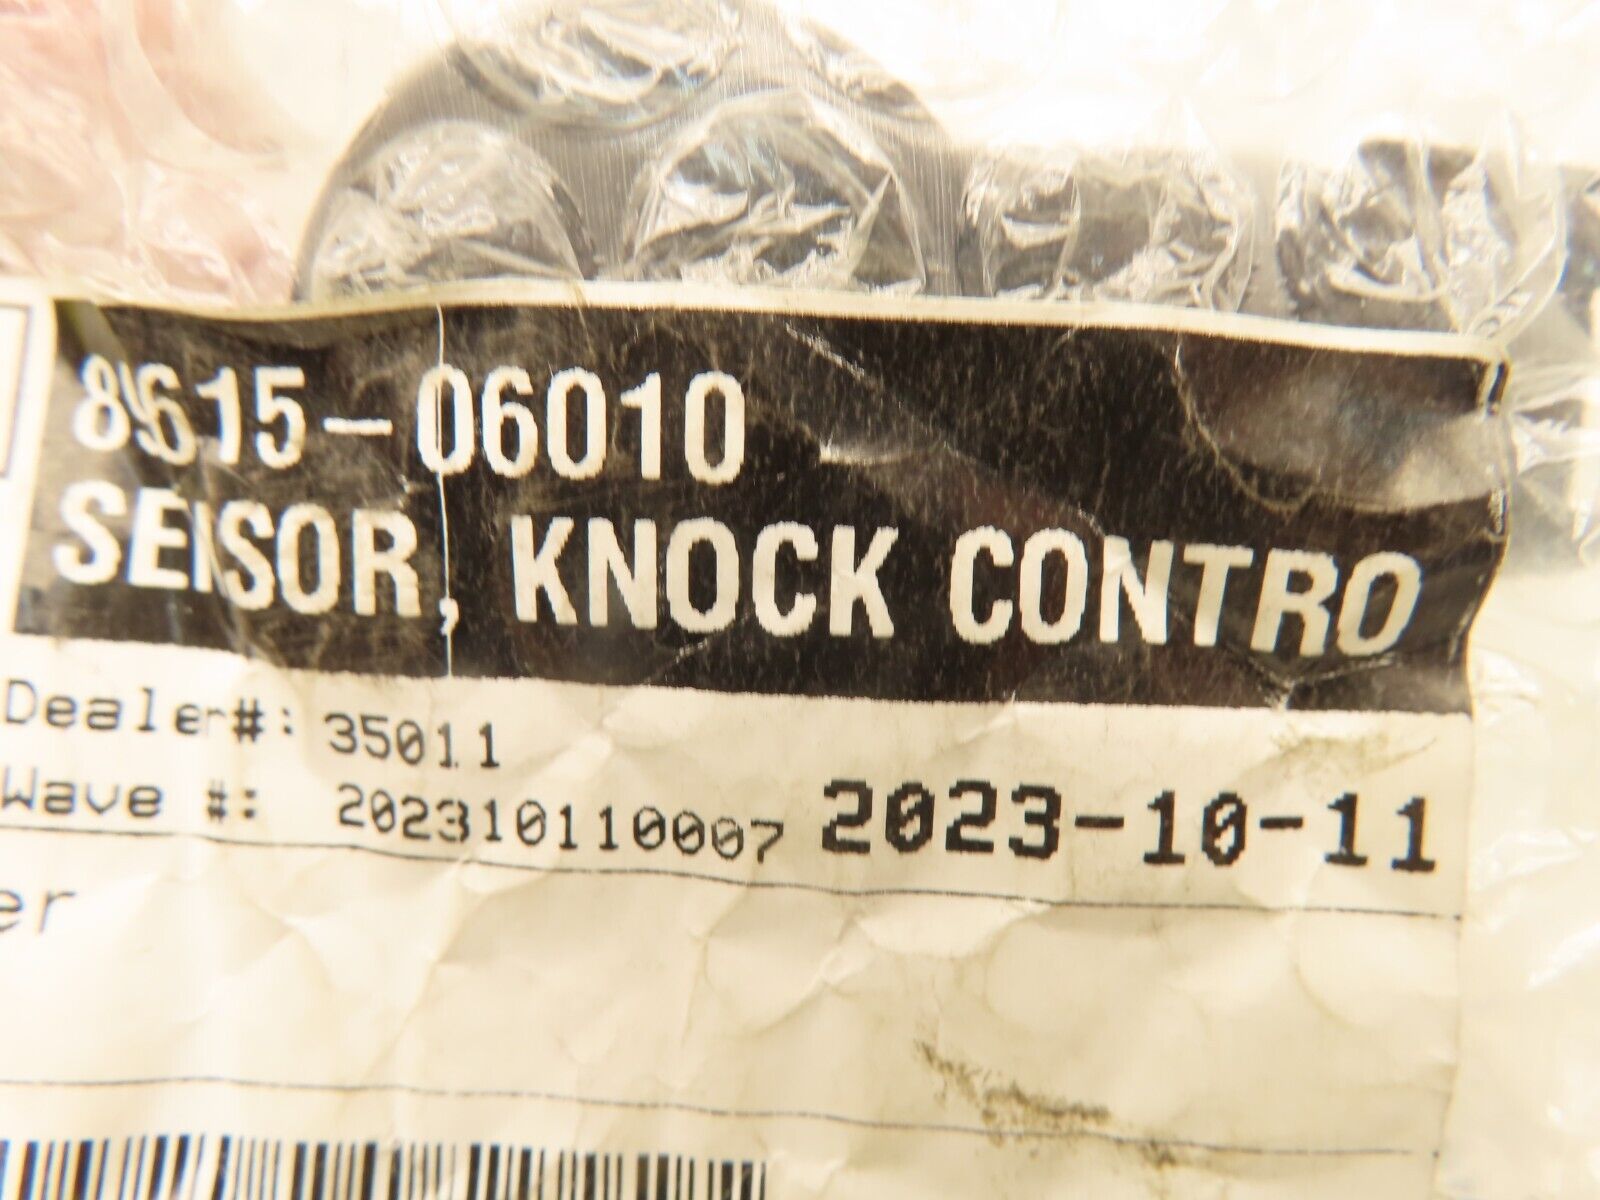 89615-06010
SENSOR, KNOCK CONTRO
Dealer#: 35011
Wave #: 202310110007 2023-10-11
er